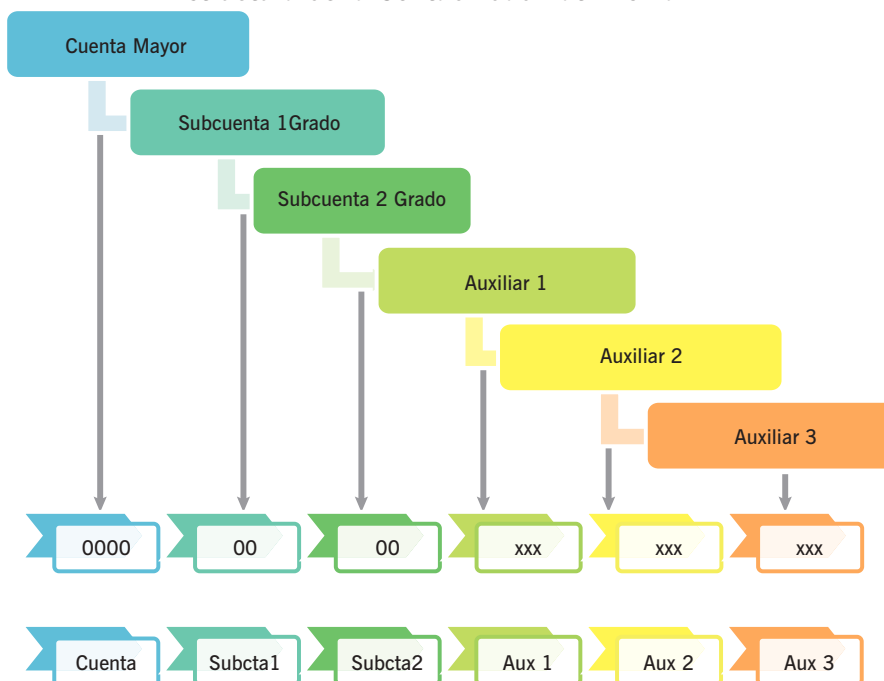 Cuenta Mayor
Subcuenta 1Grado
Subcuenta 2 Grado
Auxiliar 1
Auxiliar 2
Auxiliar 3
0000 00 00 xxx xxx xxx
Cuenta Subcta1 Subcta2 Aux 1 Aux 2 Aux 3